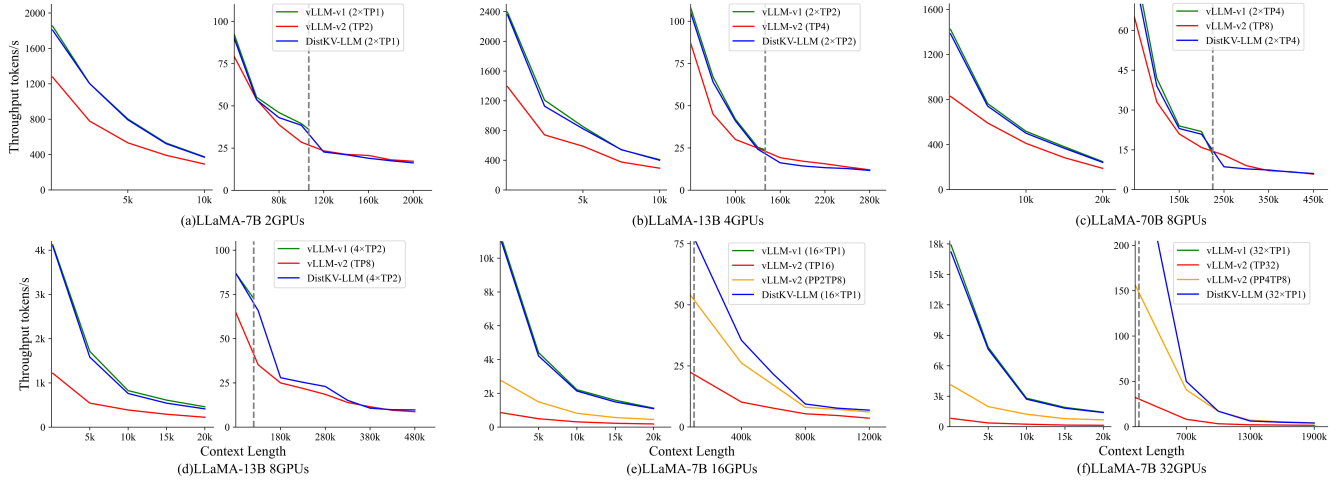 Throughput tokens/s
2000
1800
1600
1400
1200
1000
800
600
400
200
0
5k
10k
100
75
50
25
0
80k
120k
160k
200k
vLLM-v1 (2×TP1)
vLLM-v2 (TP2)
DistKV-LLM (2×TP1)
(a)LLaMA-7B 2GPUs
2400
2000
1600
1400
1200
800
400
0
5k
10k
100
75
50
25
0
100k
160k
220k
280k
vLLM-v1 (2×TP2)
vLLM-v2 (TP4)
DistKV-LLM (2×TP2)
(b)LLaMA-13B 4GPUs
1600
1200
800
400
0
10k
20k
60
45
30
15
0
150k
250k
350k
450k
vLLM-v1 (2×TP4)
vLLM-v2 (TP8)
DistKV-LLM (2×TP4)
(c)LLaMA-70B 8GPUs
Throughput tokens/s
4k
3k
2k
1k
0
5k
10k
15k
20k
100
75
50
25
0
180k
280k
380k
480k
vLLM-v1 (4×TP2)
vLLM-v2 (TP8)
DistKV-LLM (4×TP2)
Context Length
(d)LLaMA-13B 8GPUs
10k
8k
6k
4k
2k
0
5k
10k
15k
20k
75
50
25
0
400k
800k
1200k
vLLM-v1 (16×TP1)
vLLM-v2 (TP16)
vLLM-v2 (PP2TP8)
DistKV-LLM (16×TP1)
Context Length
(e)LLaMA-7B 16GPUs
18k
15k
12k
9k
6k
3k
0
5k
10k
15k
20k
200
150
100
50
0
700k
1300k
1900k
vLLM-v1 (32×TP1)
vLLM-v2 (TP32)
vLLM-v2 (PP4TP8)
DistKV-LLM (32×TP1)
Context Length
(f)LLaMA-7B 32GPUs